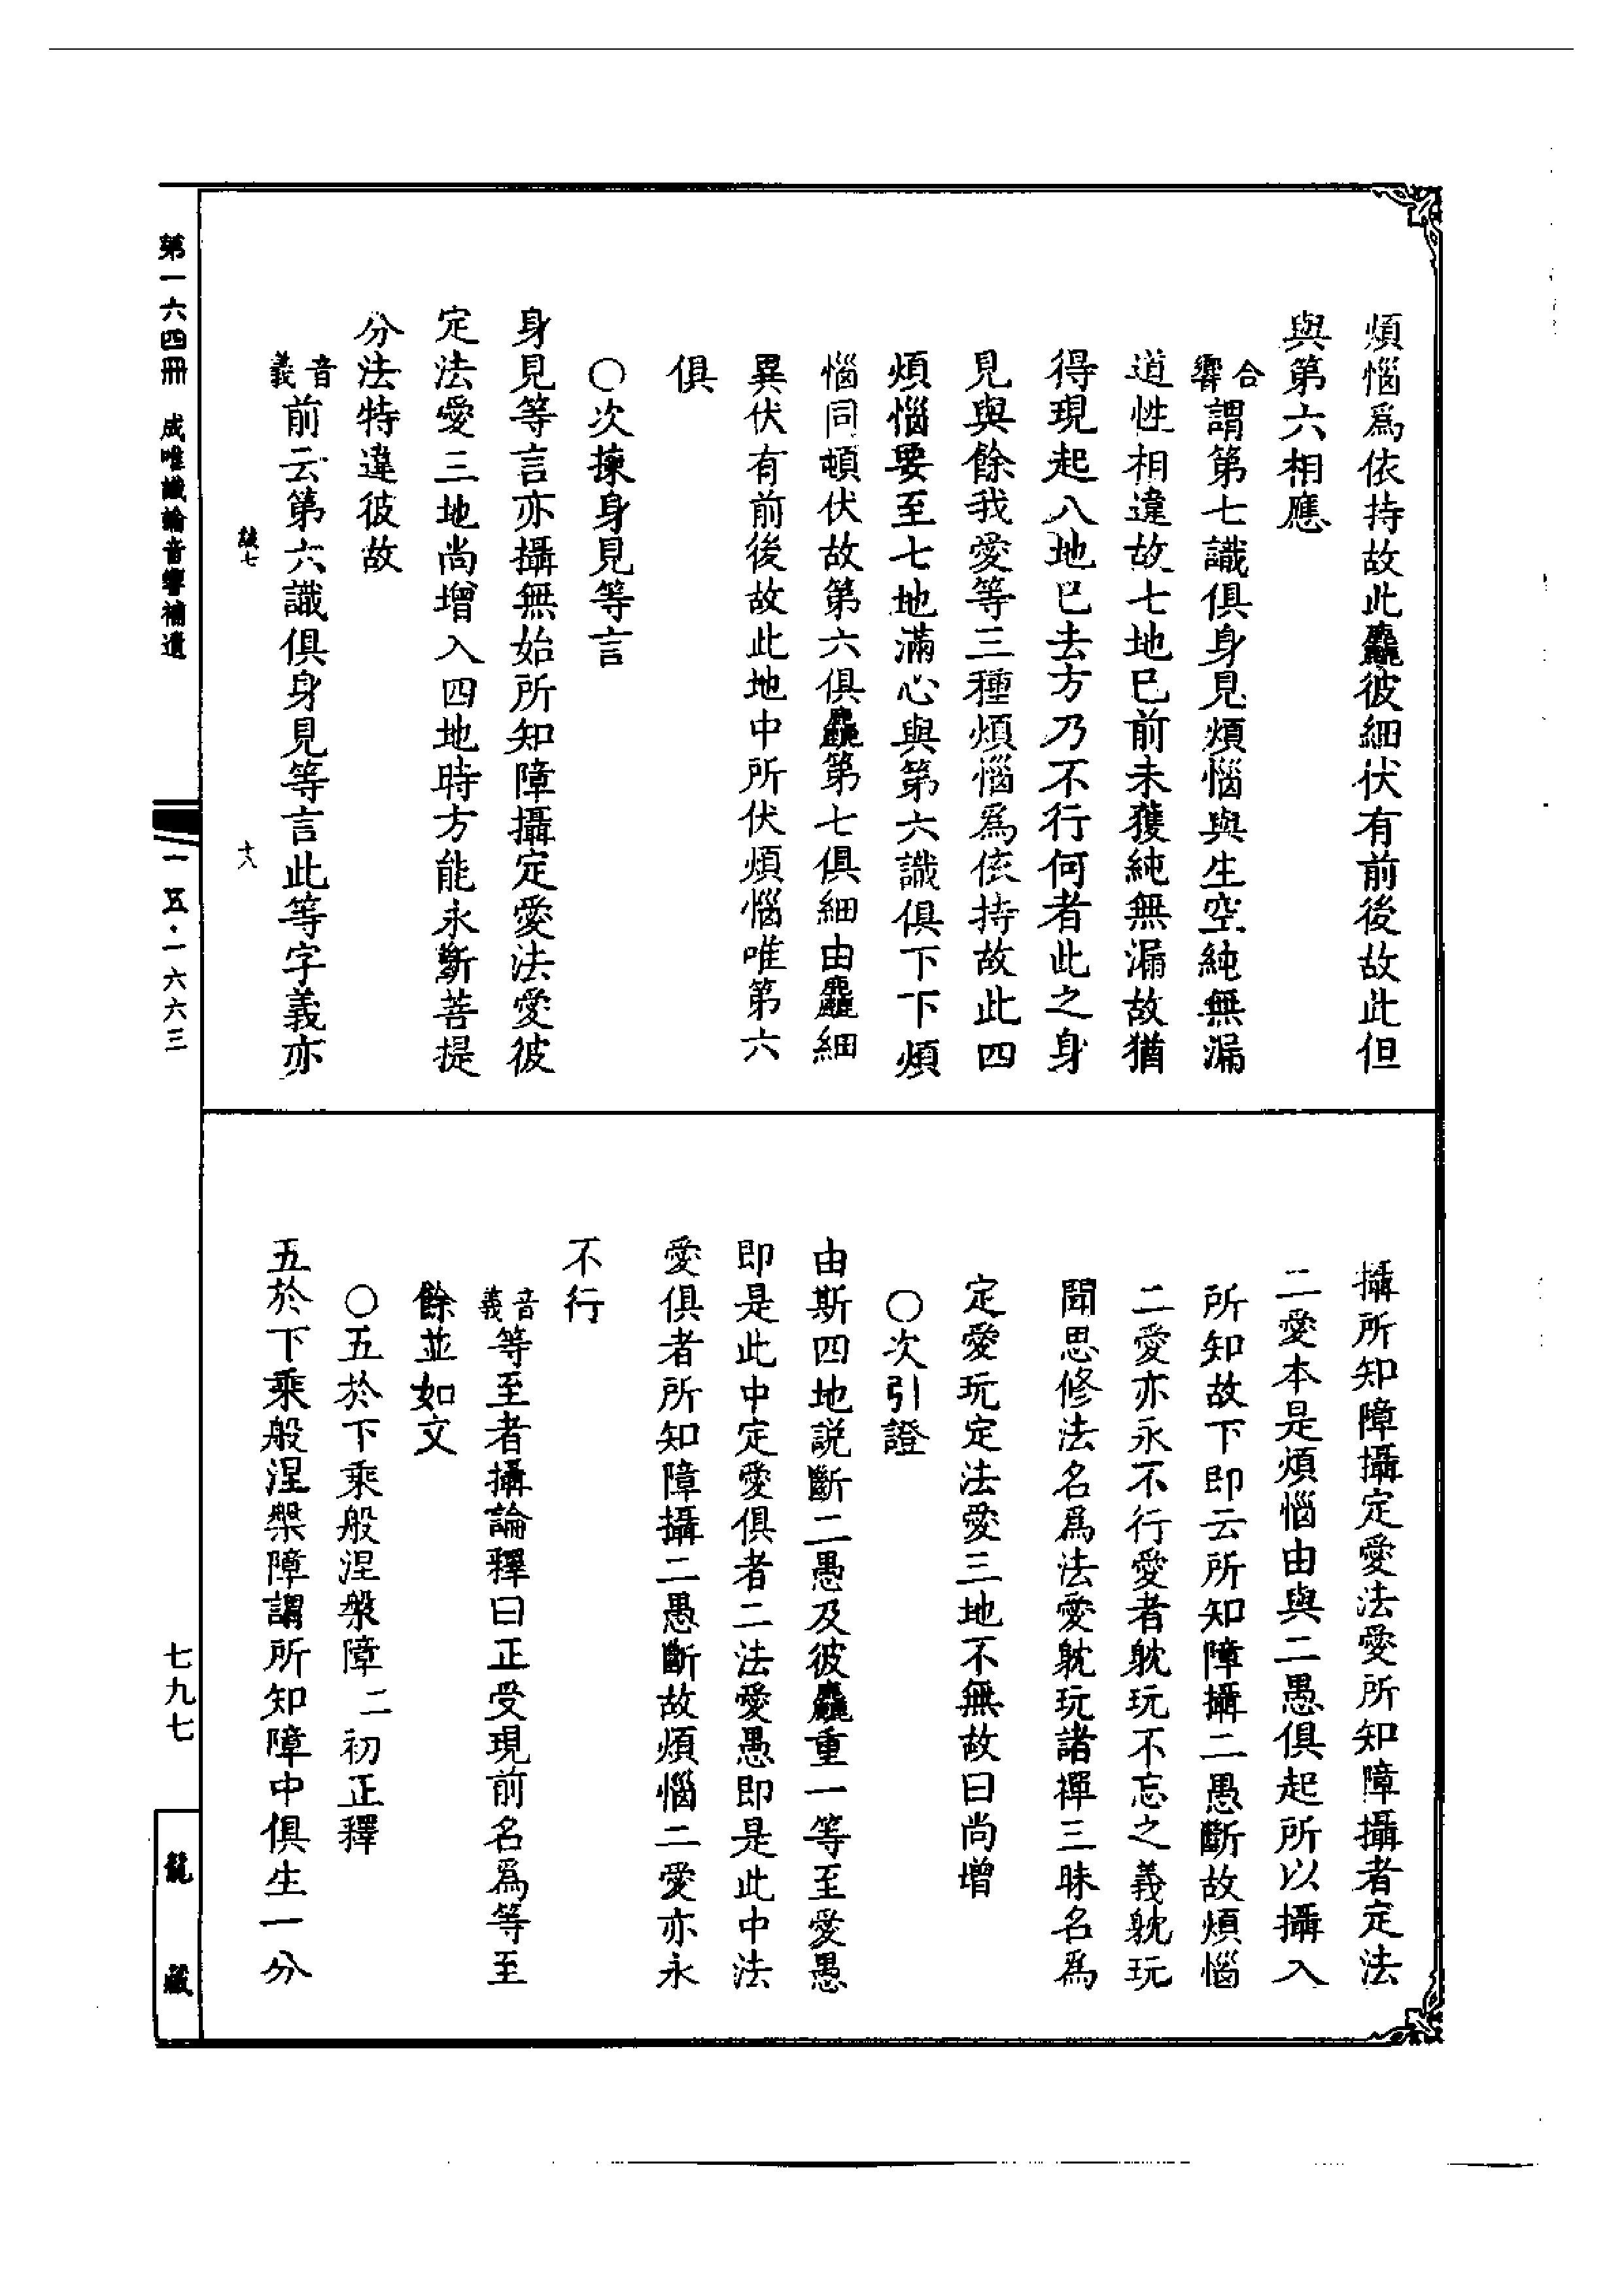 煩惱爲依持故此麤彼細伏有前後故此但
與第六相應
合響謂第七識俱身見煩惱與生空純無漏
道性相違故七地已前未獲純無漏故猶
得現起八地已去方乃不行何者此之身
見與餘我愛等三種煩惱爲依持故此四
煩惱要至七地滿心與第六識俱下下煩
惱同頓伏故第六俱麤第七俱細由麤細
異伏有前後故此地中所伏煩惱唯第六
俱
○次揀身見等言
身見等言亦攝無始所知障攝定愛法愛彼
定法愛三地尚增入四地時方能永斷菩提
分法特違彼故
音義前云第六識俱身見等言此等字義亦
攝所知障攝定愛法愛所知障攝者定法
二愛本是煩惱由與二愚俱起所以攝入
所知故下即云所知障攝二愚斷故煩惱
二愛亦永不行愛者躭玩不忘之義躭玩
聞思修法名爲法愛躭玩諸禪三昧名爲
定愛玩定法愛三地不無故曰尚增
○次引證
由斯四地説斷二愚及彼麤重一等至愛愚
即是此中定愛俱者二法愛愚即是此中法
愛俱者所知障攝二愚斷故煩惱二愛亦永
不行
音義等至者攝論釋曰正受現前名爲等至
餘並如文
○五於下乘般涅槃障二初正釋
五於下乘般涅槃障謂所知障中俱生一分
第一六四冊 成唯識論音響補遺
一五·一六六三
七九七
龍藏
十八